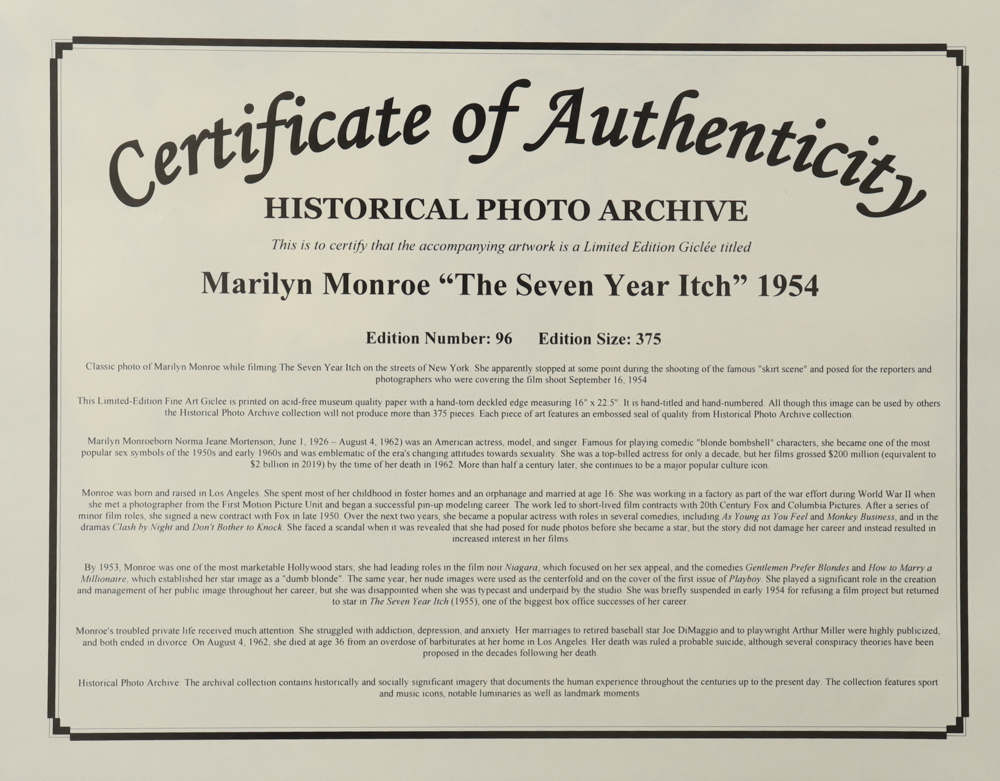 Certificate of Authenticity
HISTORICAL PHOTO ARCHIVE
This is to certify that the accompanying artwork is a Limited Edition Giclée titled
Marilyn Monroe “The Seven Year Itch” 1954
Edition Number: 96 Edition Size: 375
Classic photo of Marilyn Monroe while filming The Seven Year Itch on the streets of New York. She apparently stopped at some point during the shooting of the famous "skirt scene" and posed for the reporters and
photographers who were covering the film shoot September 16, 1954
This Limited-Edition Fine Art Giclee is printed on acid-free museum quality paper with a hand-torn deckled edge measuring 16" x 22.5". It is hand-titled and hand-numbered. All though this image can be used by others
the Historical Photo Archive collection will not produce more than 375 pieces. Each piece of art features an embossed seal of quality from Historical Photo Archive collection.
Marilyn Monroeborn Norma Jeane Mortenson; June 1, 1926 – August 4, 1962) was an American actress, model, and singer. Famous for playing comedic "blonde bombshell" characters, she became one of the most
popular sex symbols of the 1950s and early 1960s and was emblematic of the era's changing attitudes towards sexuality. She was a top-billed actress for only a decade, but her films grossed $200 million (equivalent to
$2 billion in 2019) by the time of her death in 1962. More than half a century later, she continues to be a major popular culture icon.
Monroe was born and raised in Los Angeles. She spent most of her childhood in foster homes and an orphanage and married at age 16. She was working in a factory as part of the war effort during World War II when
she met a photographer from the First Motion Picture Unit and began a successful pin-up modeling career. The work led to short-lived film contracts with 20th Century Fox and Columbia Pictures. After a series of
minor film roles, she signed a new contract with Fox in late 1950. Over the next two years, she became a popular actress with roles in several comedies, including As Young as You Feel and Monkey Business, and in the
dramas Clash by Night and Don't Bother to Knock. She faced a scandal when it was revealed that she had posed for nude photos before she became a star, but the story did not damage her career and instead resulted in
increased interest in her films.
By 1953, Monroe was one of the most marketable Hollywood stars; she had leading roles in the film noir Niagara, which focused on her sex appeal, and the comedies Gentlemen Prefer Blondes and How to Marry a
Millionaire, which established her star image as a "dumb blonde". The same year, her nude images were used as the centerfold and on the cover of the first issue of Playboy. She played a significant role in the creation
and management of her public image throughout her career, but she was disappointed when she was typecast and underpaid by the studio. She was briefly suspended in early 1954 for refusing a film project but returned
to star in The Seven Year Itch (1955), one of the biggest box office successes of her career.
Monroe's troubled private life received much attention. She struggled with addiction, depression, and anxiety. Her marriages to retired baseball star Joe DiMaggio and to playwright Arthur Miller were highly publicized,
and both ended in divorce. On August 4, 1962, she died at age 36 from an overdose of barbiturates at her home in Los Angeles. Her death was ruled a probable suicide, although several conspiracy theories have been
proposed in the decades following her death.
Historical Photo Archive: The archival collection contains historically and socially significant imagery that documents the human experience throughout the centuries up to the present day. The collection features sport
and music icons, notable luminaries as well as landmark moments.